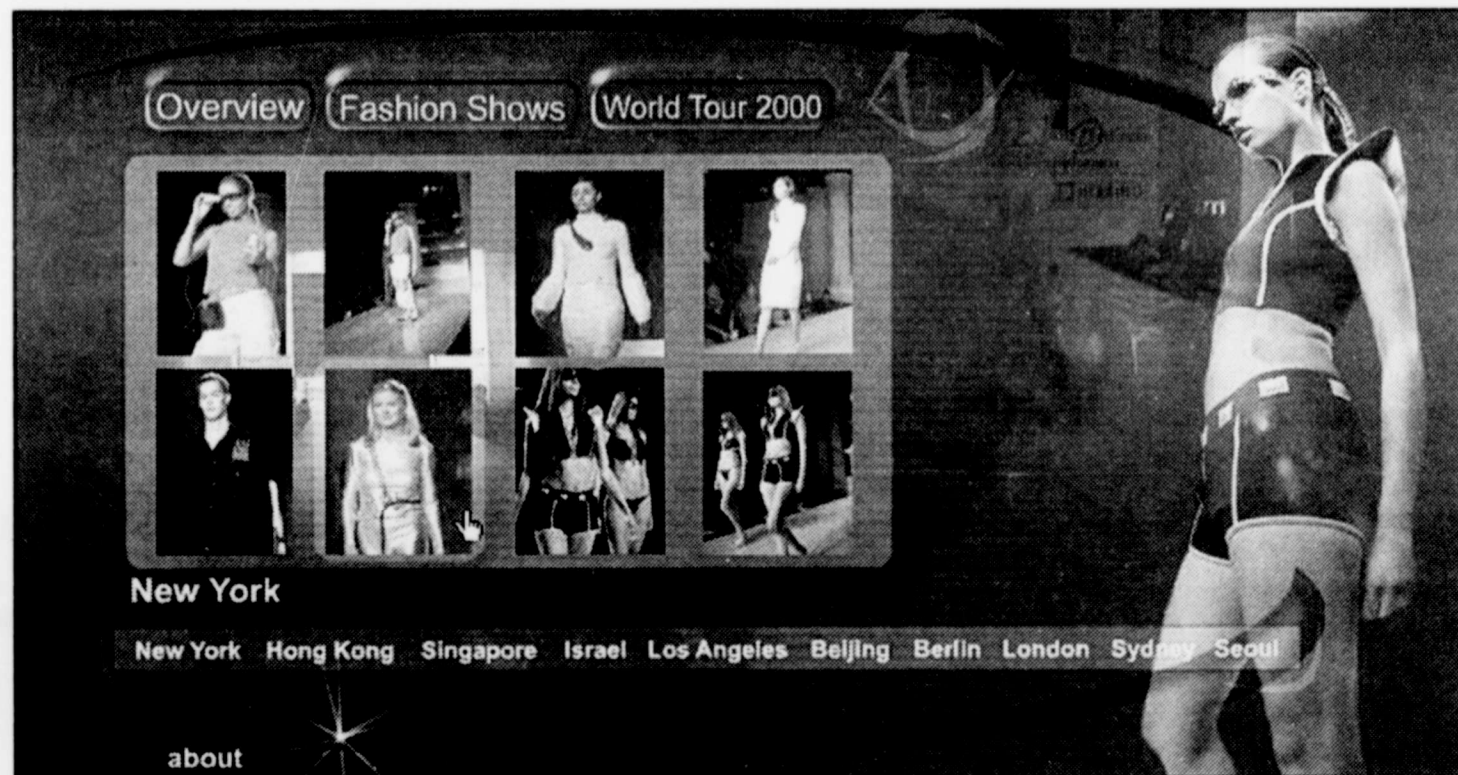 Overview Fashion Shows World Tour 2000
New York
New York Hong Kong Singapore Israel Los Angeles Beijing Berlin London Sydney Seoul
about